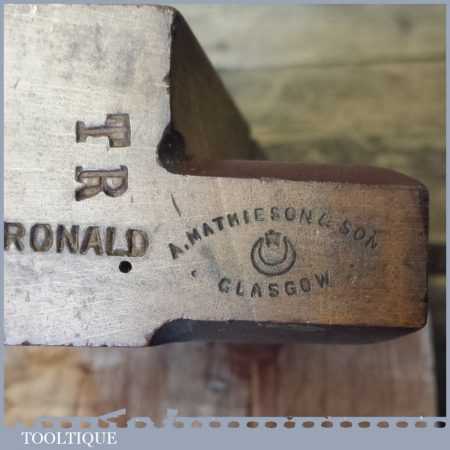 TR
RONALD
A. MATHIESON & SON
GLASGOW
TOOLTIQUE